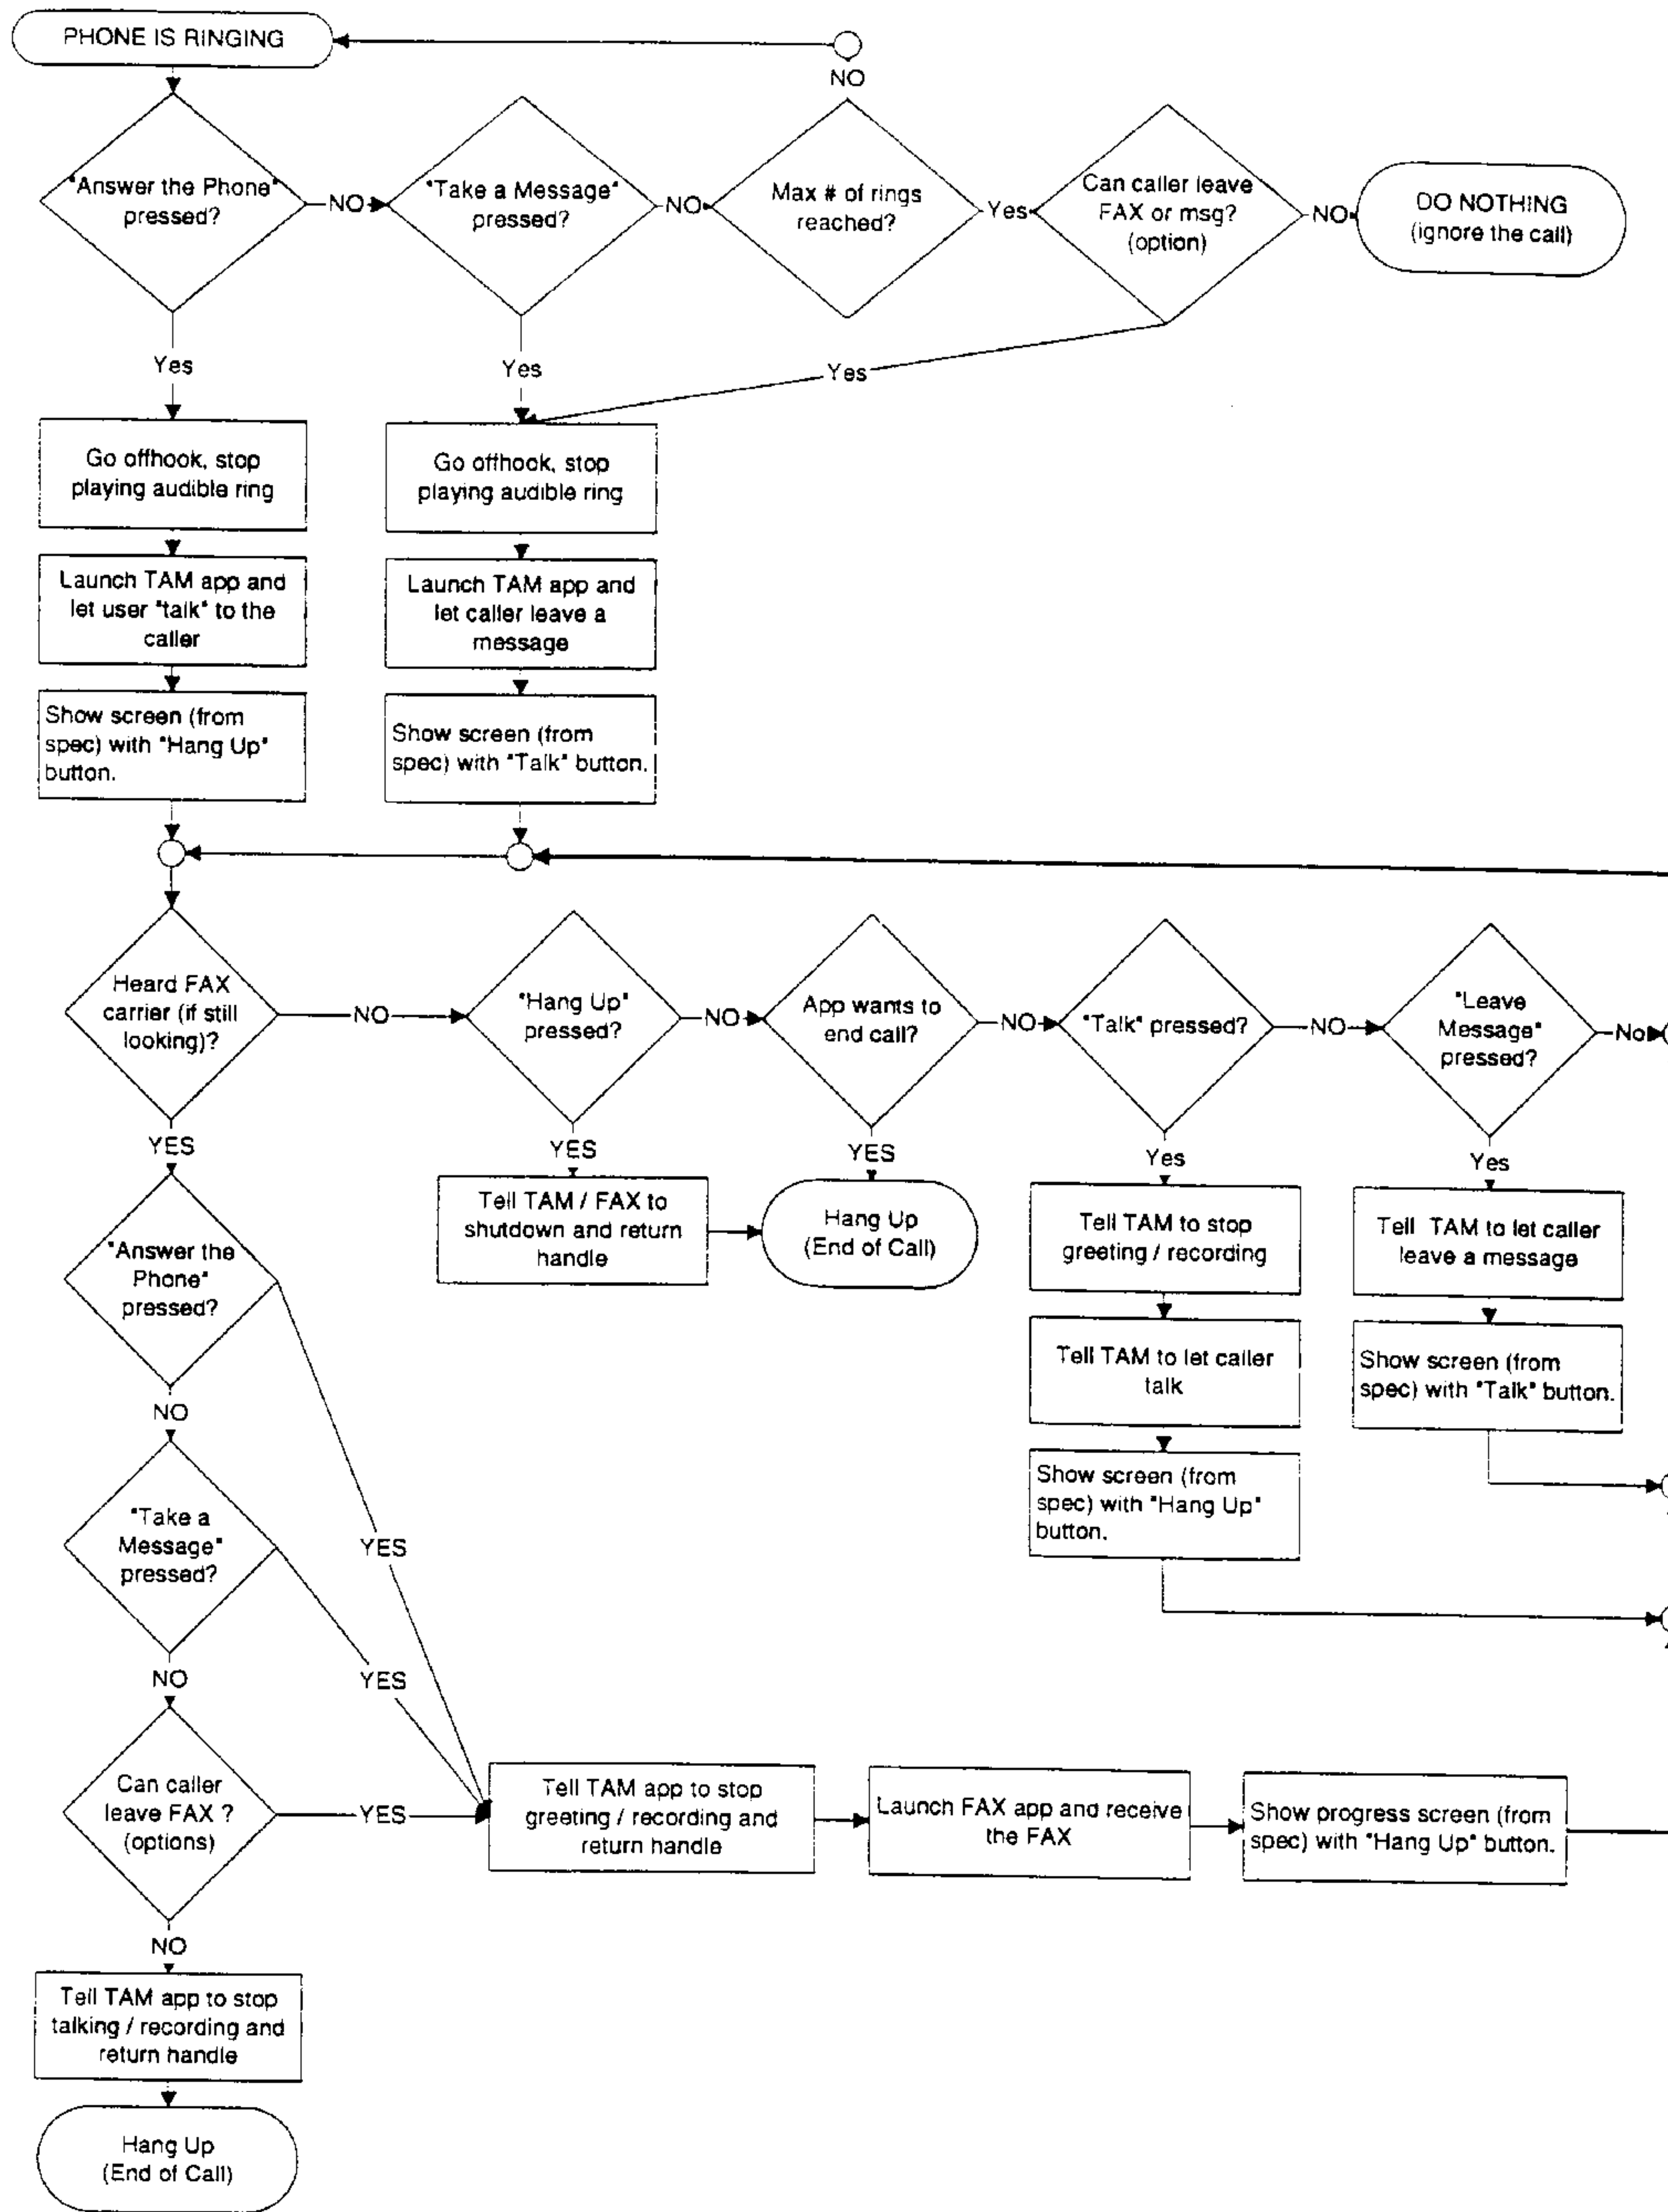 PHONE IS RINGING
NO
"Answer the Phone"
pressed?
NO
"Take a Message"
pressed?
NO
Max # of rings
reached?
Yes
Can caller leave
FAX or msg?
(option)
NO
DO NOTHING
(ignore the call)
Yes
Yes
Yes
Go offhook, stop
playing audible ring
Go offhook, stop
playing audible ring
Launch TAM app and
let user "talk" to the
caller
Launch TAM app and
let caller leave a
message
Show screen (from
spec) with "Hang Up"
button.
Show screen (from
spec) with "Talk" button.
Heard FAX
carrier (if still
looking)?
NO
"Hang Up"
pressed?
NO
App wants to
end call?
NO
"Talk" pressed?
NO
"Leave
Message"
pressed?
No
YES
YES
YES
Yes
Yes
"Answer the
Phone"
pressed?
Tell TAM / FAX to
shutdown and return
handle
Hang Up
(End of Call)
Tell TAM to stop
greeting / recording
Tell TAM to let caller
leave a message
Tell TAM to let caller
talk
Show screen (from
spec) with "Talk" button.
NO
Show screen (from
spec) with "Hang Up"
button.
"Take a
Message"
pressed?
YES
NO
YES
Can caller
leave FAX ?
(options)
YES
Tell TAM app to stop
greeting / recording and
return handle
Launch FAX app and receive
the FAX
Show progress screen (from
spec) with "Hang Up" button.
NO
Tell TAM app to stop
talking / recording and
return handle
Hang Up
(End of Call)